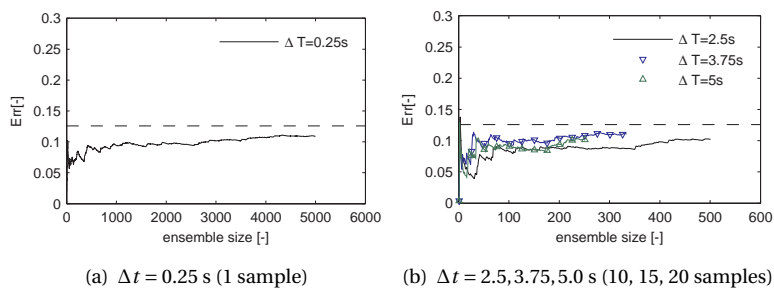 0.3
0.25
0.2
0.15
0.1
0.05
0
Err[-]
0 1000 2000 3000 4000 5000 6000
ensemble size [-]
Δ T=0.25s
(a) Δt = 0.25 s (1 sample)
0.3
0.25
0.2
0.15
0.1
0.05
0
Err[-]
0 100 200 300 400 500 600
ensemble size [-]
Δ T=2.5s
Δ T=3.75s
Δ T=5s
(b) Δt = 2.5, 3.75, 5.0 s (10, 15, 20 samples)